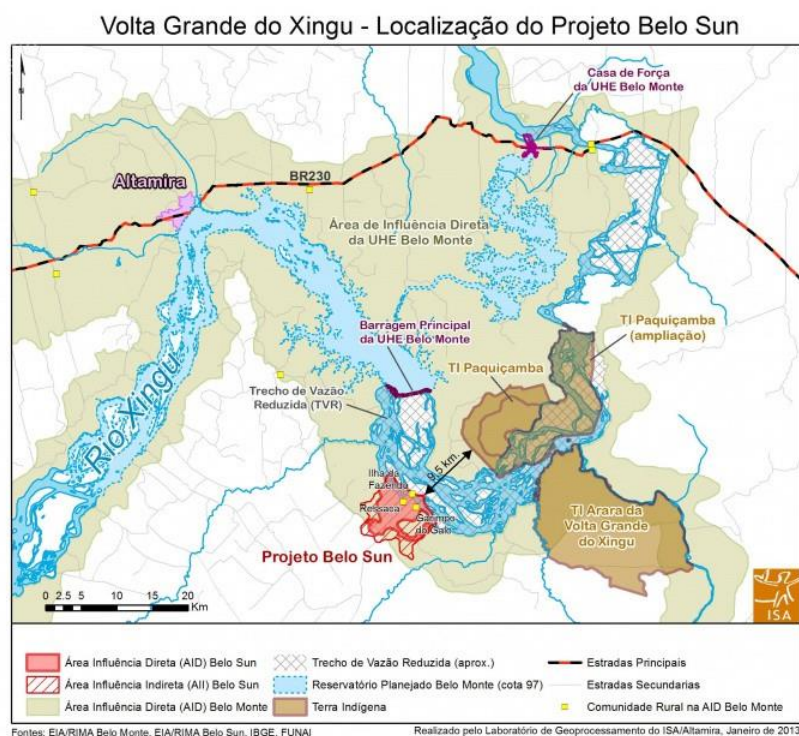 Volta Grande do Xingu - Localização do Projeto Belo Sun
Casa de Força
da UHE Belo Monte
Altamira
BR230
Área de Influência Direta
da UHE Belo Monte
Barragem Principal
da UHE Belo Monte
TI Paquiçamba
(ampliação)
TI Paquiçamba
Trecho de Vazão
Reduzida (TVR)
Rio Xingu
9,5 km.
Ilha da
Fazenda
Ressaca
Garimpo
do Galo
TI Arara da
Volta Grande
do Xingu
Projeto Belo Sun
0 2.5 5 10 15 20
Km
ISA
Área Influência Direta (AID) Belo Sun
Trecho de Vazão Reduzida (aprox.)
Estradas Principais
Área Influência Indireta (AII) Belo Sun
Reservatório Planejado Belo Monte (cota 97)
Estradas Secundarias
Área Influência Direta (AID) Belo Monte
Terra Indígena
Comunidade Rural na AID Belo Monte
Fontes: EIA/RIMA Belo Monte, EIA/RIMA Belo Sun, IBGE, FUNAI
Realizado pelo Laboratório de Geoprocessamento do ISA/Altamira, Janeiro de 2013